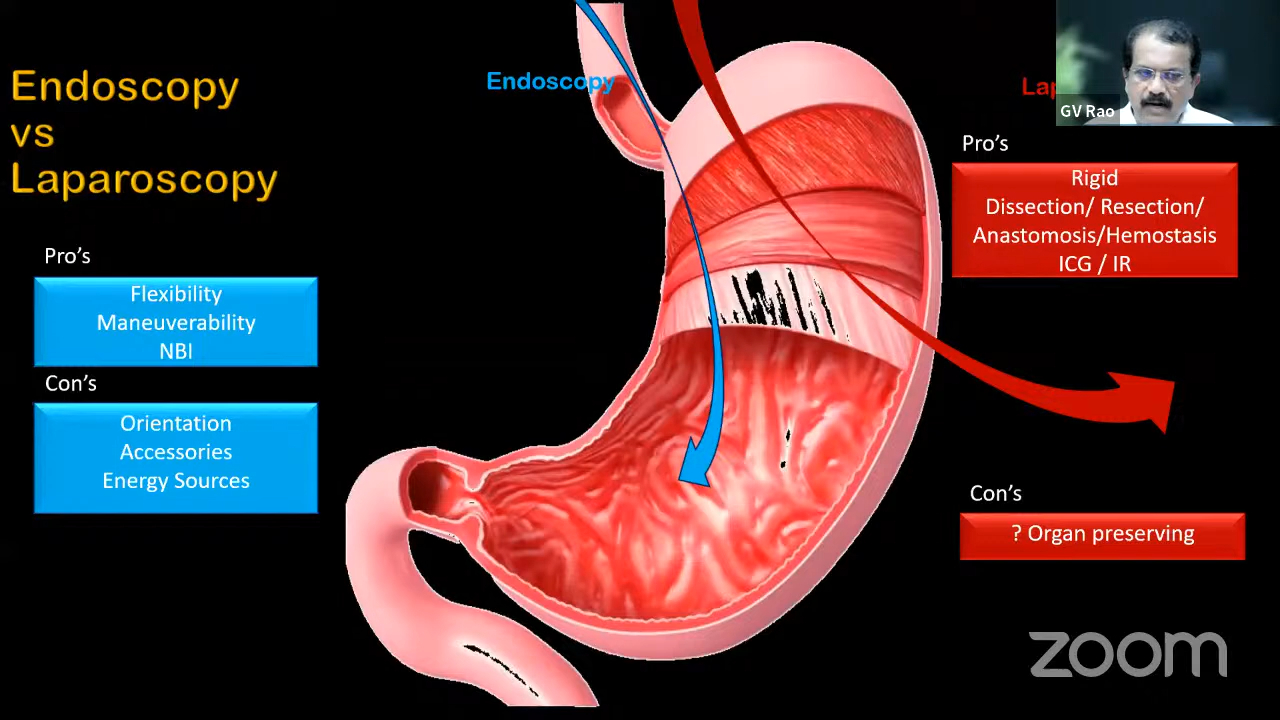 Endoscopy
vs
Laparoscopy
Pro's
Flexibility
Maneuverability
NBI
Con's
Orientation
Accessories
Energy Sources
Endoscopy
GV Rao
Pro's
Rigid
Dissection/ Resection/
Anastomosis/Hemostasis
ICG / IR
Con's
? Organ preserving
zoom